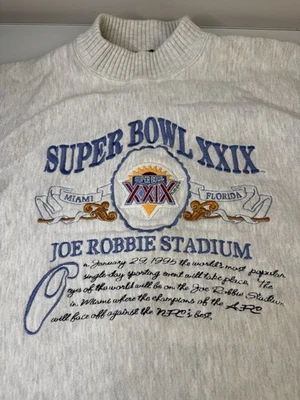 SUPER BOWL XXIX
SUPER BOWL
XXIX
MIAMI
FLORIDA
JOE ROBBIE STADIUM
On January 29, 1995 the world's most popular
single-day sporting event will take place. The
eyes of the world will be on the Joe Robbie Stadium
in Miami where the champions of the AFC
will face off against the NFC's best.